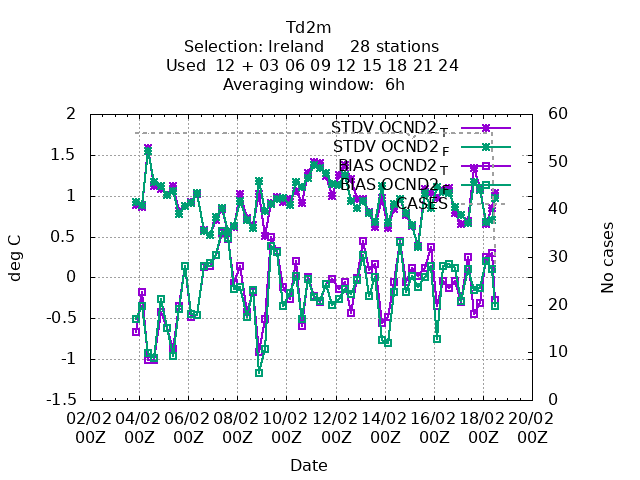 Td2m
Selection: Ireland     28 stations
Used  12 + 03 06 09 12 15 18 21 24
Averaging window:  6h
2
1.5
1
0.5
0
-0.5
-1
-1.5
deg C
60
50
40
30
20
10
0
No cases
STDV OCND2_T
STDV OCND2_F
BIAS OCND2_T
BIAS OCND2_F
CASES
02/02 04/02 06/02 08/02 10/02 12/02 14/02 16/02 18/02 20/02
00Z 00Z 00Z 00Z 00Z 00Z 00Z 00Z 00Z 00Z
Date